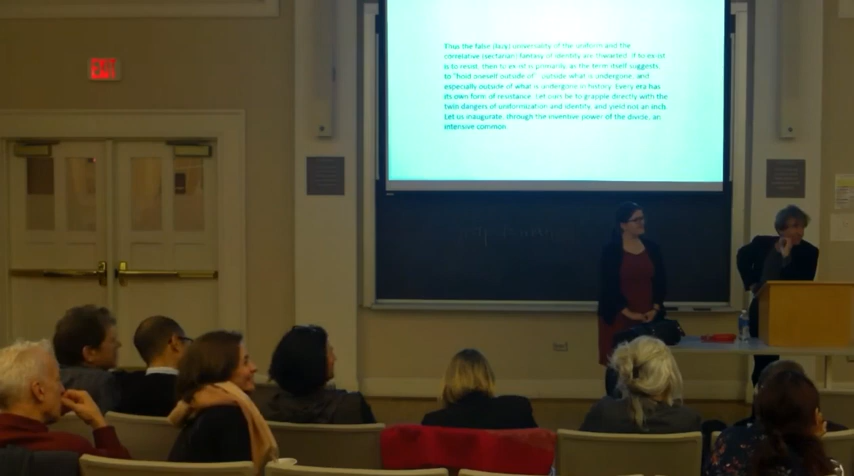 EXIT
Thus the false (lazy) universality of the uniform and the
correlative (sectarian) fantasy of identity are thwarted. If to exist
is to resist, then to ex-ist is primarily, as the term itself suggests,
to "hold oneself outside of": outside what is undergone, and
especially outside of what is undergone in history. Every era has
its own form of resistance. Let ours be to grapple directly with the
twin dangers of uniformization and identity, and yield not an inch.
Let us inaugurate, through the inventive power of the divide, an
intensive common.